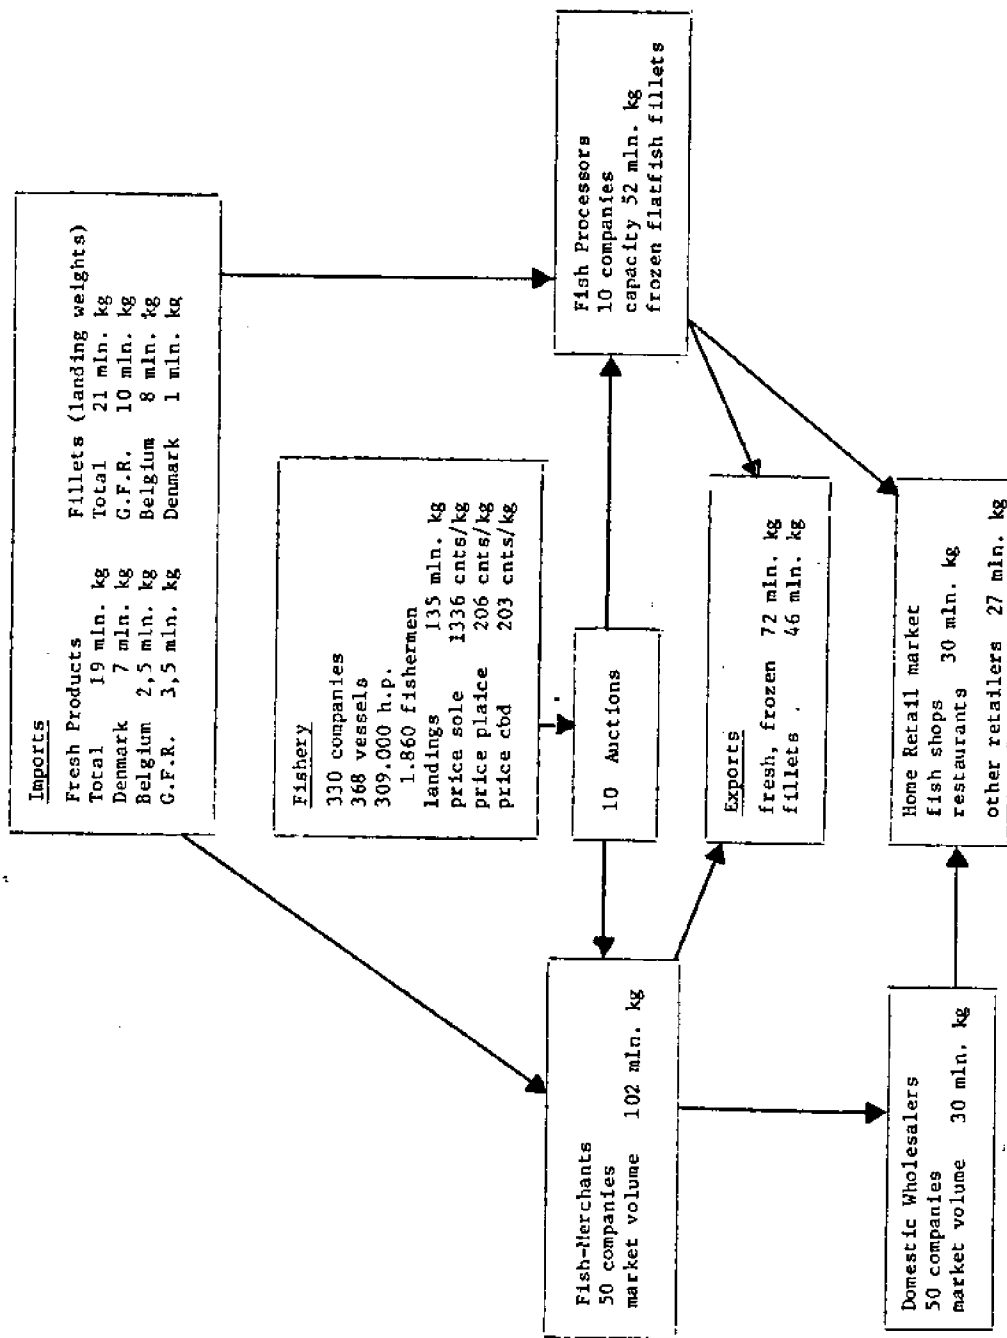 Imports
Fresh Products Fillets (landing weights)
Total 19 mln. kg Total 21 mln. kg
Denmark 7 mln. kg G.F.R. 10 mln. kg
Belgium 2,5 mln. kg Belgium 8 mln. kg
G.F.R. 3,5 mln. kg Denmark 1 mln. kg
Fishery
330 companies
368 vessels
309.000 h.p.
1.860 fishermen
landings 135 mln. kg
price sole 1336 cnts/kg
price plaice 206 cnts/kg
price cod 203 cnts/kg
10 Auctions
Fish-Merchants
50 companies
market volume 102 mln. kg
Fish Processors
10 companies
capacity 52 mln. kg
frozen flatfish fillets
Exports
fresh, frozen 72 mln. kg
fillets . 46 mln. kg
Domestic Wholesalers
50 companies
market volume 30 mln. kg
Home Retail market
fish shops
restaurants 30 mln. kg
other retailers 27 mln. kg